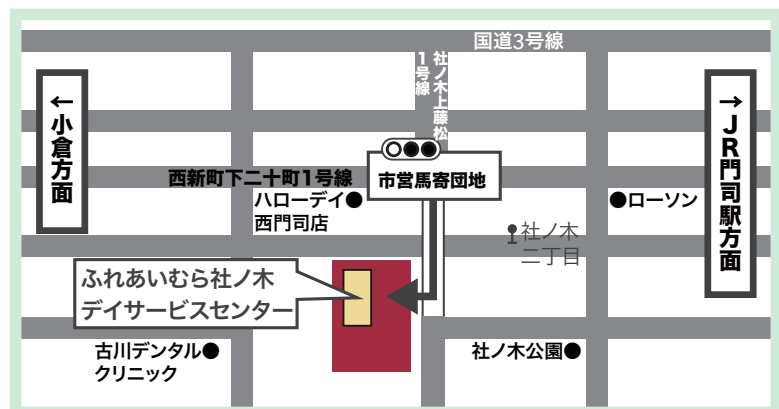 国道3号線
社ノ木上藤松
1号線
←小倉方面
→JR門司駅方面
市営馬寄団地
西新町下二十町1号線
ハローデイ●
西門司店
●ローソン
社ノ木
二丁目
ふれあいむら社ノ木
デイサービスセンター
古川デンタル●
クリニック
社ノ木公園●